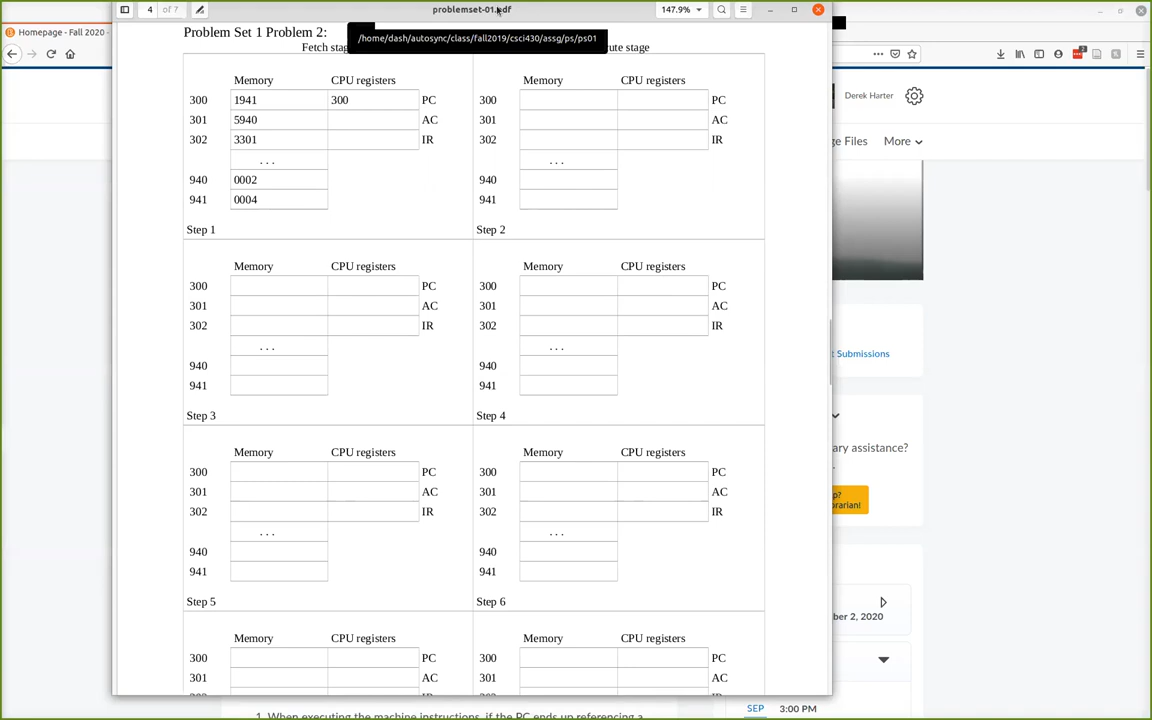 4 of 7
problemset-01.pdf
147.9%
Homepage - Fall 2020 -
/home/dash/autosync/class/fall2019/csci430/assg/ps/ps01
Problem Set 1 Problem 2:
Fetch stag
ute stage
Memory CPU registers
300 1941 300 PC
301 5940 AC
302 3301 IR
. . .
940 0002
941 0004
Step 1
Memory CPU registers
300 PC
301 AC
302 IR
. . .
940
941
Step 2
Memory CPU registers
300 PC
301 AC
302 IR
. . .
940
941
Step 3
Memory CPU registers
300 PC
301 AC
302 IR
. . .
940
941
Step 4
Memory CPU registers
300 PC
301 AC
302 IR
. . .
940
941
Step 5
Memory CPU registers
300 PC
301 AC
302 IR
. . .
940
941
Step 6
Memory CPU registers
300 PC
301 AC
Memory CPU registers
300 PC
301 AC
Derek Harter
ge Files More
t Submissions
ary assistance?
p?
orarian!
ber 2, 2020
SEP 3:00 PM
1. When executing the machine instructions, if the PC ends up referencing a